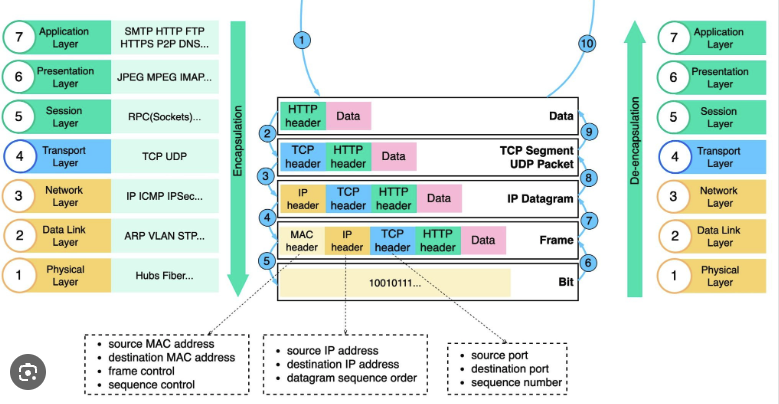 7
Application
Layer
SMTP HTTP FTP
HTTPS P2P DNS...
6
Presentation
Layer
JPEG MPEG IMAP...
5
Session
Layer
RPC(Sockets)...
4
Transport
Layer
TCP UDP
3
Network
Layer
IP ICMP IPSec...
2
Data Link
Layer
ARP VLAN STP...
1
Physical
Layer
Hubs Fiber...
Encapsulation
1
10
HTTP
header
Data
Data
2
9
TCP
header
HTTP
header
Data
TCP Segment
UDP Packet
3
8
IP
header
TCP
header
HTTP
header
Data
IP Datagram
4
7
MAC
header
IP
header
TCP
header
HTTP
header
Data
Frame
5
6
10010111...
Bit
De-encapsulation
7
Application
Layer
6
Presentation
Layer
5
Session
Layer
4
Transport
Layer
3
Network
Layer
2
Data Link
Layer
1
Physical
Layer
• source MAC address
• destination MAC address
• frame control
• sequence control
• source IP address
• destination IP address
• datagram sequence order
• source port
• destination port
• sequence number